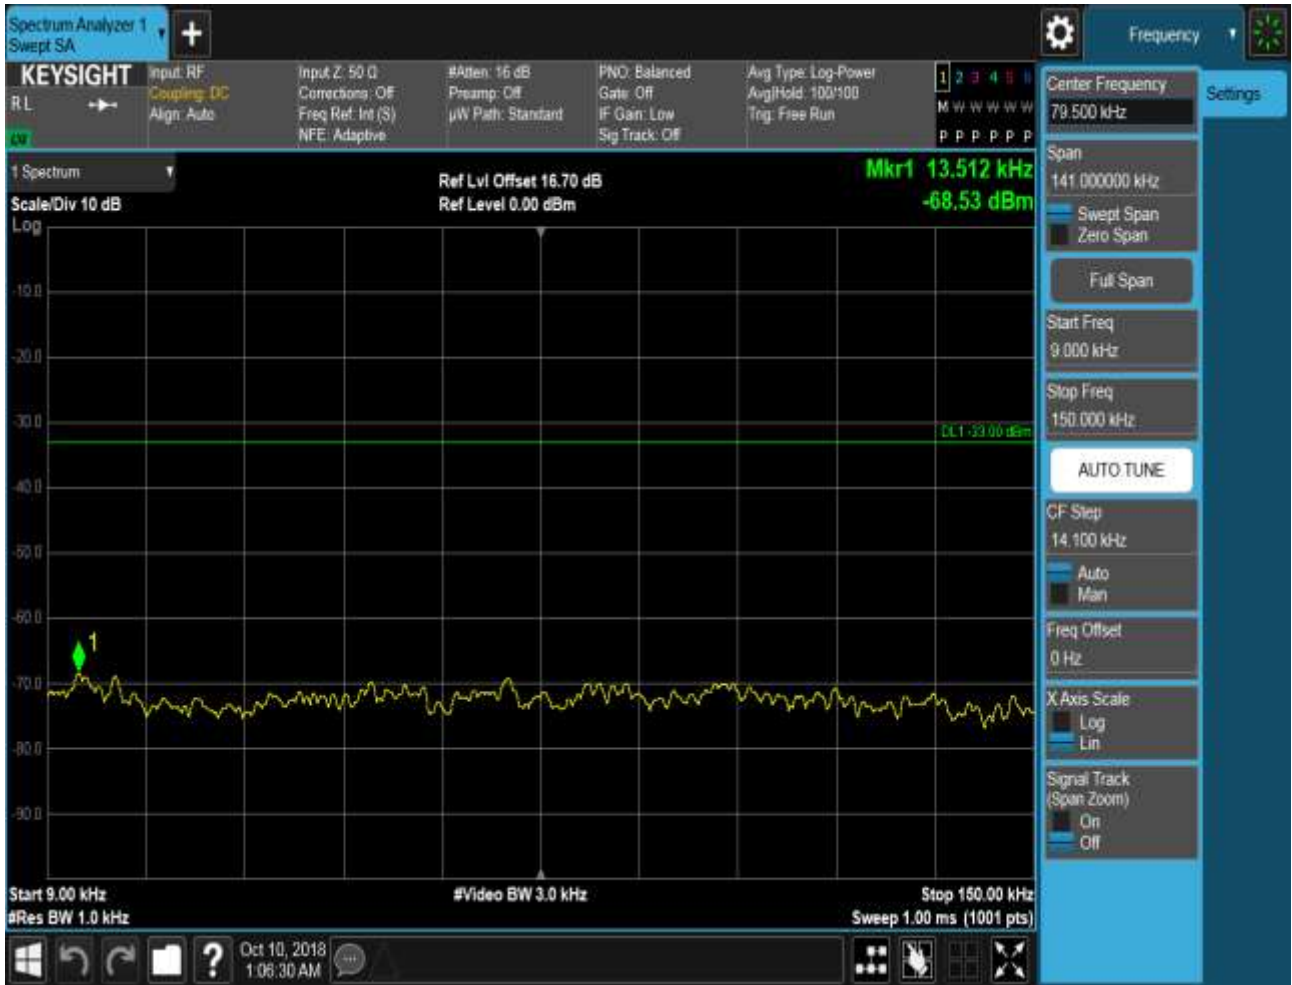 Spectrum Analyzer 1
Swept SA
+
Frequency
KEYSIGHT
RL
Input: RF
Coupling: DC
Align: Auto
Input Z: 50 Ω
Corrections: Off
Freq Ref: Int (S)
NFE: Adaptive
#Atten: 16 dB
Preamp: Off
µW Path: Standard
PNO: Balanced
Gate: Off
IF Gain: Low
Sig Track: Off
Avg Type: Log-Power
Avg|Hold: 100/100
Trig: Free Run
1 2 3 4 5 6
M W W W W W
P P P P P P
Center Frequency
79.500 kHz
Settings
Span
141.000000 kHz
Swept Span
Zero Span
Full Span
Start Freq
9.000 kHz
Stop Freq
150.000 kHz
AUTO TUNE
CF Step
14.100 kHz
Auto
Man
Freq Offset
0 Hz
X Axis Scale
Log
Lin
Signal Track
(Span Zoom)
On
Off
1 Spectrum
Scale/Div 10 dB
Log
Ref Lvl Offset 16.70 dB
Ref Level 0.00 dBm
Mkr1 13.512 kHz
-68.53 dBm
-10.0
-20.0
-30.0
DL1 -33.00 dBm
-40.0
-50.0
-60.0
1
-70.0
-80.0
-90.0
Start 9.00 kHz
#Video BW 3.0 kHz
Stop 150.00 kHz
#Res BW 1.0 kHz
Sweep 1.00 ms (1001 pts)
?
Oct 10, 2018
1:06:30 AM